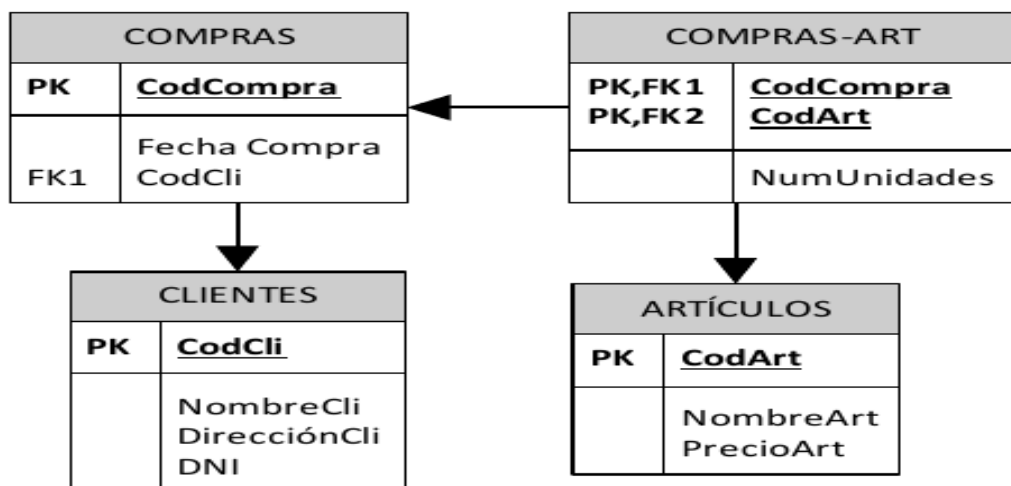 COMPRAS
PK CodCompra
Fecha Compra
FK1 CodCli
COMPRAS-ART
PK,FK1 CodCompra
PK,FK2 CodArt
NumUnidades
CLIENTES
PK CodCli
NombreCli
DirecciónCli
DNI
ARTÍCULOS
PK CodArt
NombreArt
PrecioArt